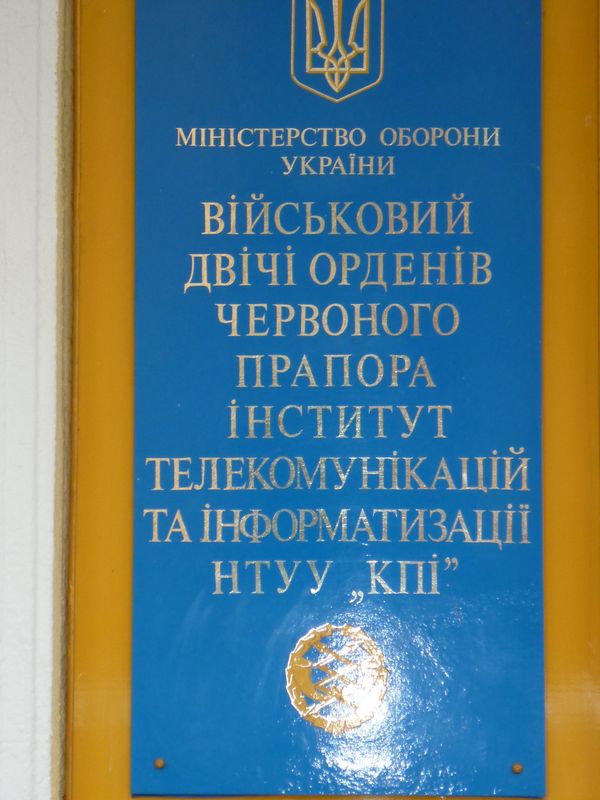 МІНІСТЕРСТВО ОБОРОНИ
УКРАЇНИ
ВІЙСЬКОВИЙ
ДВІЧІ ОРДЕНІВ
ЧЕРВОНОГО
ПРАПОРА
ІНСТИТУТ
ТЕЛЕКОМУНІКАЦІЙ
ТА ІНФОРМАТИЗАЦІЇ
НТУУ „КПІ”